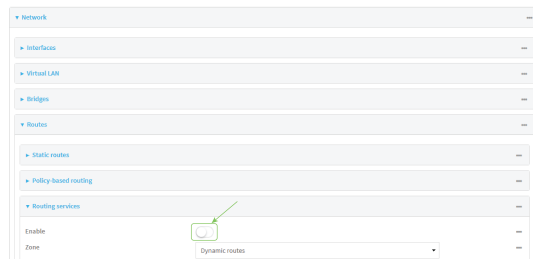 Network
Interfaces
Virtual LAN
Bridges
Routes
Static routes
Policy-based routing
Routing services
Enable
Zone Dynamic routes